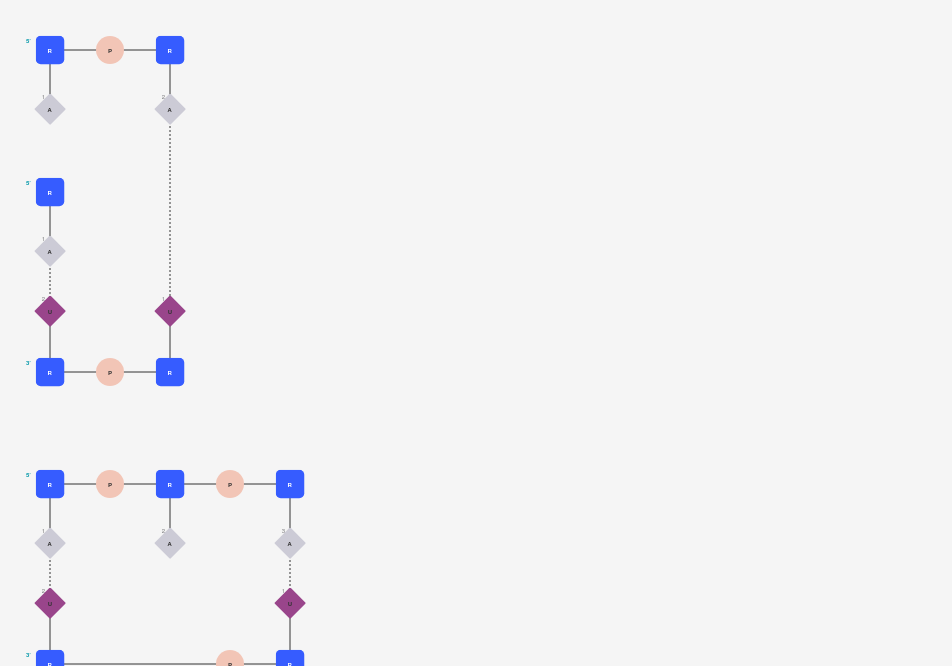 5' R P R
1 2
A A
5' R
1
A
2 1
U U
3' R P R
5' R P R P R
1 2 3
A A A
2 1
U U
3' R P R